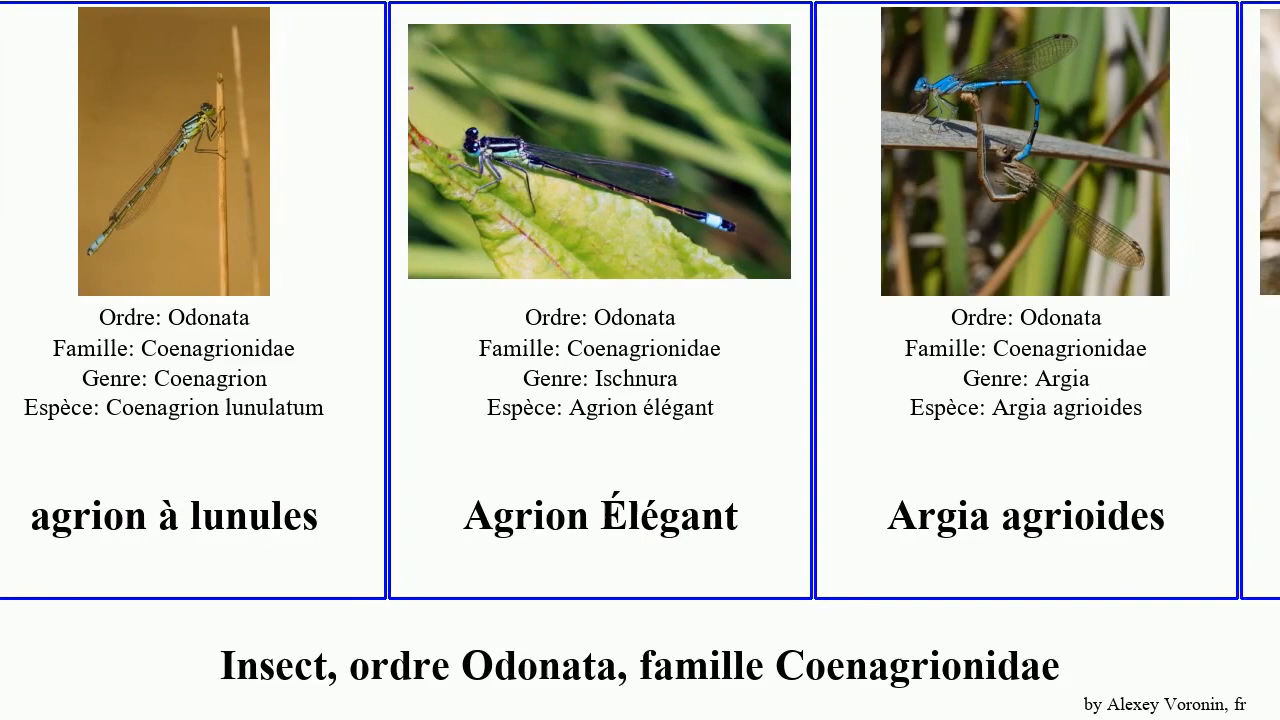 Ordre: Odonata
Famille: Coenagrionidae
Genre: Coenagrion
Espèce: Coenagrion lunulatum
agrion à lunules
Ordre: Odonata
Famille: Coenagrionidae
Genre: Ischnura
Espèce: Agrion élégant
Agrion Élégant
Ordre: Odonata
Famille: Coenagrionidae
Genre: Argia
Espèce: Argia agrioides
Argia agrioides
Insect, ordre Odonata, famille Coenagrionidae
by Alexey Voronin, fr